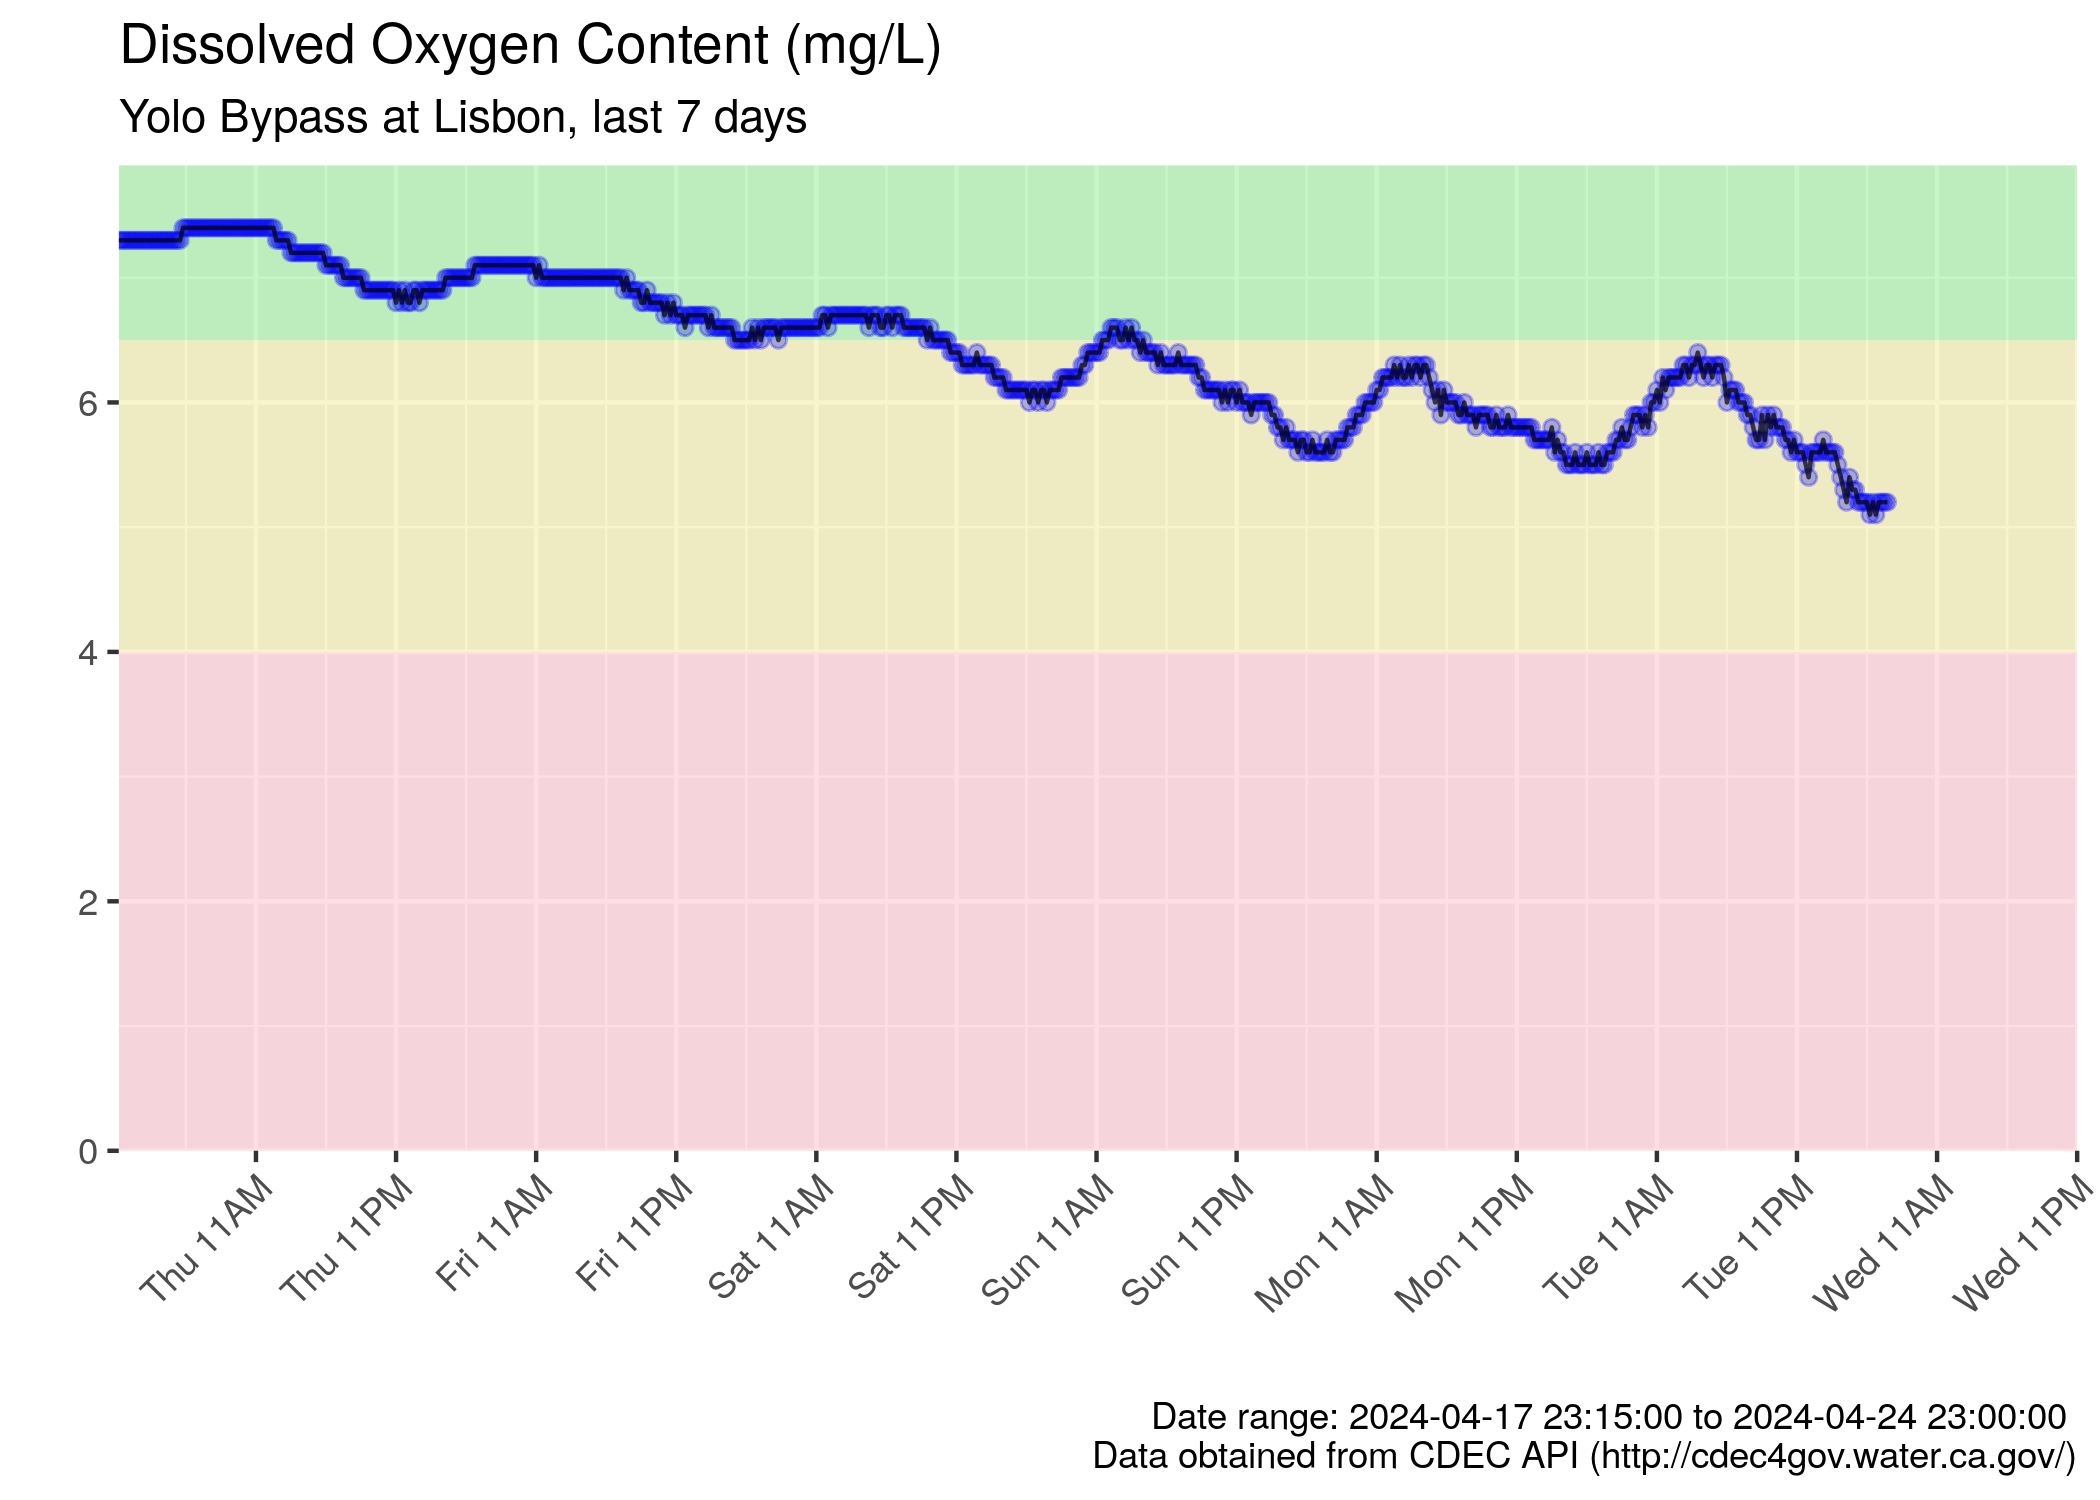 Dissolved Oxygen Content (mg/L)
Yolo Bypass at Lisbon, last 7 days
6
4
2
0
Thu 11AM
Thu 11PM
Fri 11AM
Fri 11PM
Sat 11AM
Sat 11PM
Sun 11AM
Sun 11PM
Mon 11AM
Mon 11PM
Tue 11AM
Tue 11PM
Wed 11AM
Wed 11PM
Date range: 2024-04-17 23:15:00 to 2024-04-24 23:00:00
Data obtained from CDEC API (http://cdec4gov.water.ca.gov/)